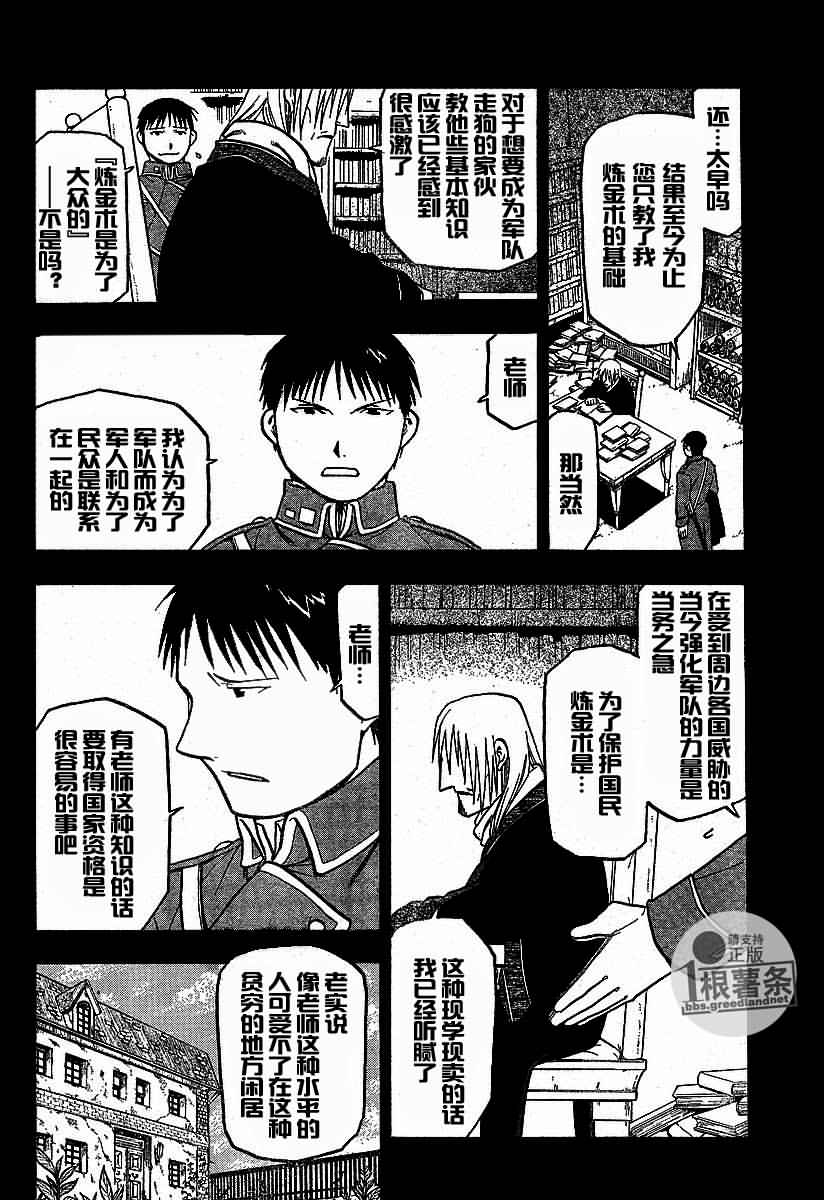 还…太早吗
结果至今为止
您只教了我
炼金术的基础
那当然
对于想要成为军队
走狗的家伙
教他些基本知识
应该已经感到
很感激了
『炼金术是为了
大众的』
——不是吗？
老师
我认为为了
军队而成为
军人和为了
民众是联系
在一起的
在受到周边各国威胁的
当今强化军队的力量是
当务之急
为了保护国民
炼金术是…
这种现学现卖的话
我已经听腻了
老师…
有老师这种知识的话
要取得国家资格是
很容易的事吧
老实说
像老师这种水平的
人可受不了在这种
贫穷的地方闲居
请支持
正版
1根薯条
bbs.greedland.net